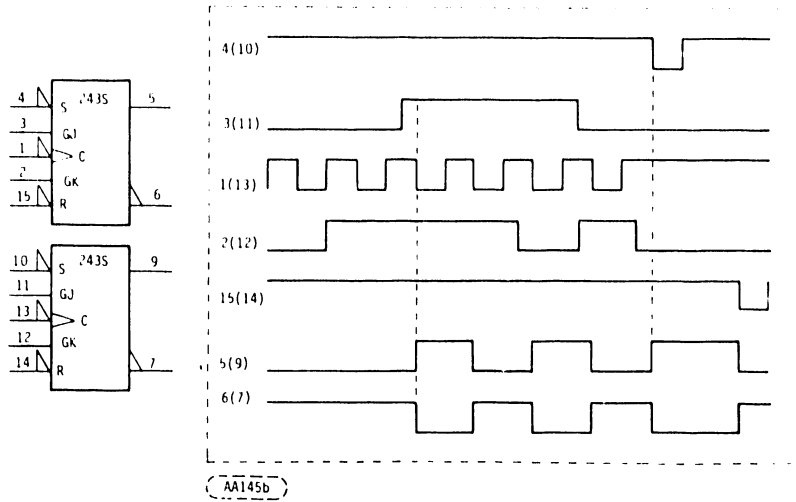 4 S 243S 5
3 GJ
1 C
2 GK
15 R 6
10 S 243S 9
11 GJ
13 C
12 GK
14 R 7
4(10)
3(11)
1(13)
2(12)
15(14)
5(9)
6(7)
AA145b